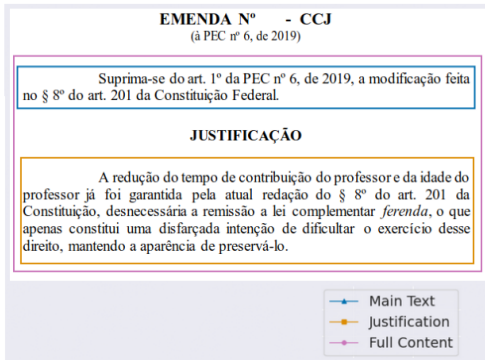 EMENDA Nº - CCJ
(à PEC nº 6, de 2019)
Suprima-se do art. 1º da PEC nº 6, de 2019, a modificação feita
no § 8º do art. 201 da Constituição Federal.
JUSTIFICAÇÃO
A redução do tempo de contribuição do professor e da idade do
professor já foi garantida pela atual redação do § 8º do art. 201 da
Constituição, desnecessária a remissão a lei complementar ferenda, o que
apenas constitui uma disfarçada intenção de dificultar o exercício desse
direito, mantendo a aparência de preservá-lo.
Main Text
Justification
Full Content